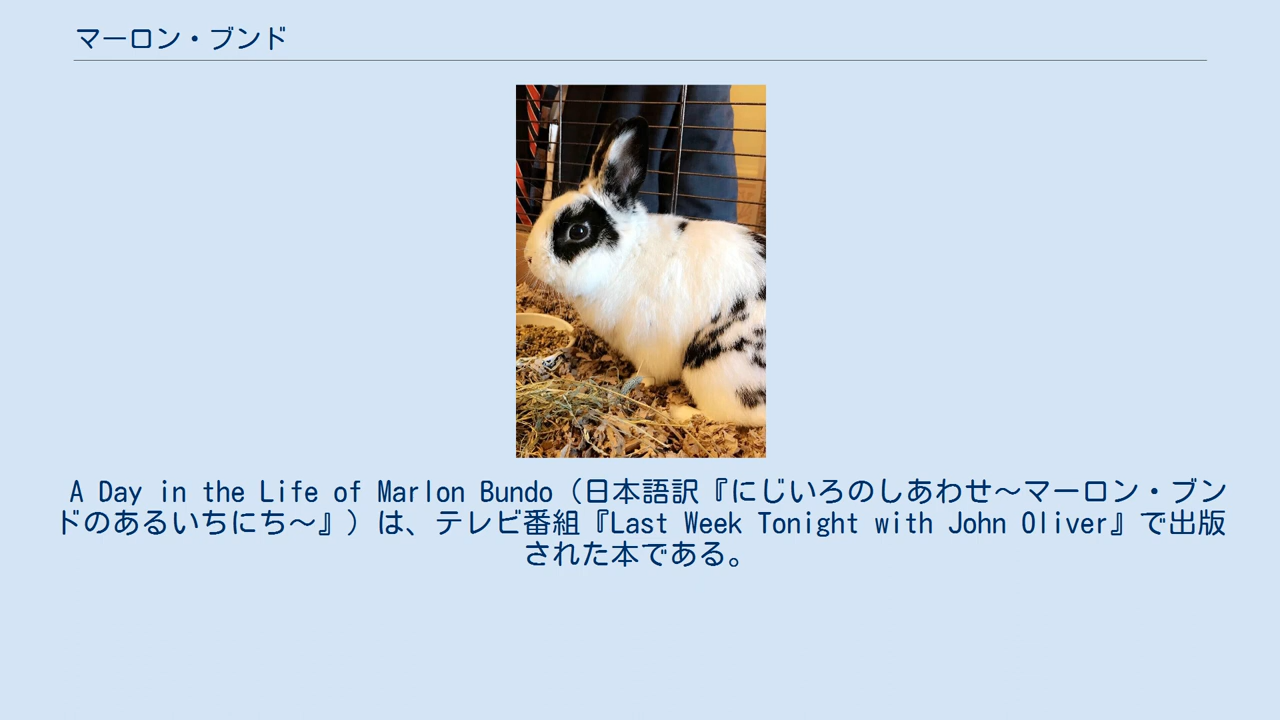 マーロン・ブンド
A Day in the Life of Marlon Bundo（日本語訳『にじいろのしあわせ～マーロン・ブン
ドのあるいちにち～』）は、テレビ番組『Last Week Tonight with John Oliver』で出版
された本である。